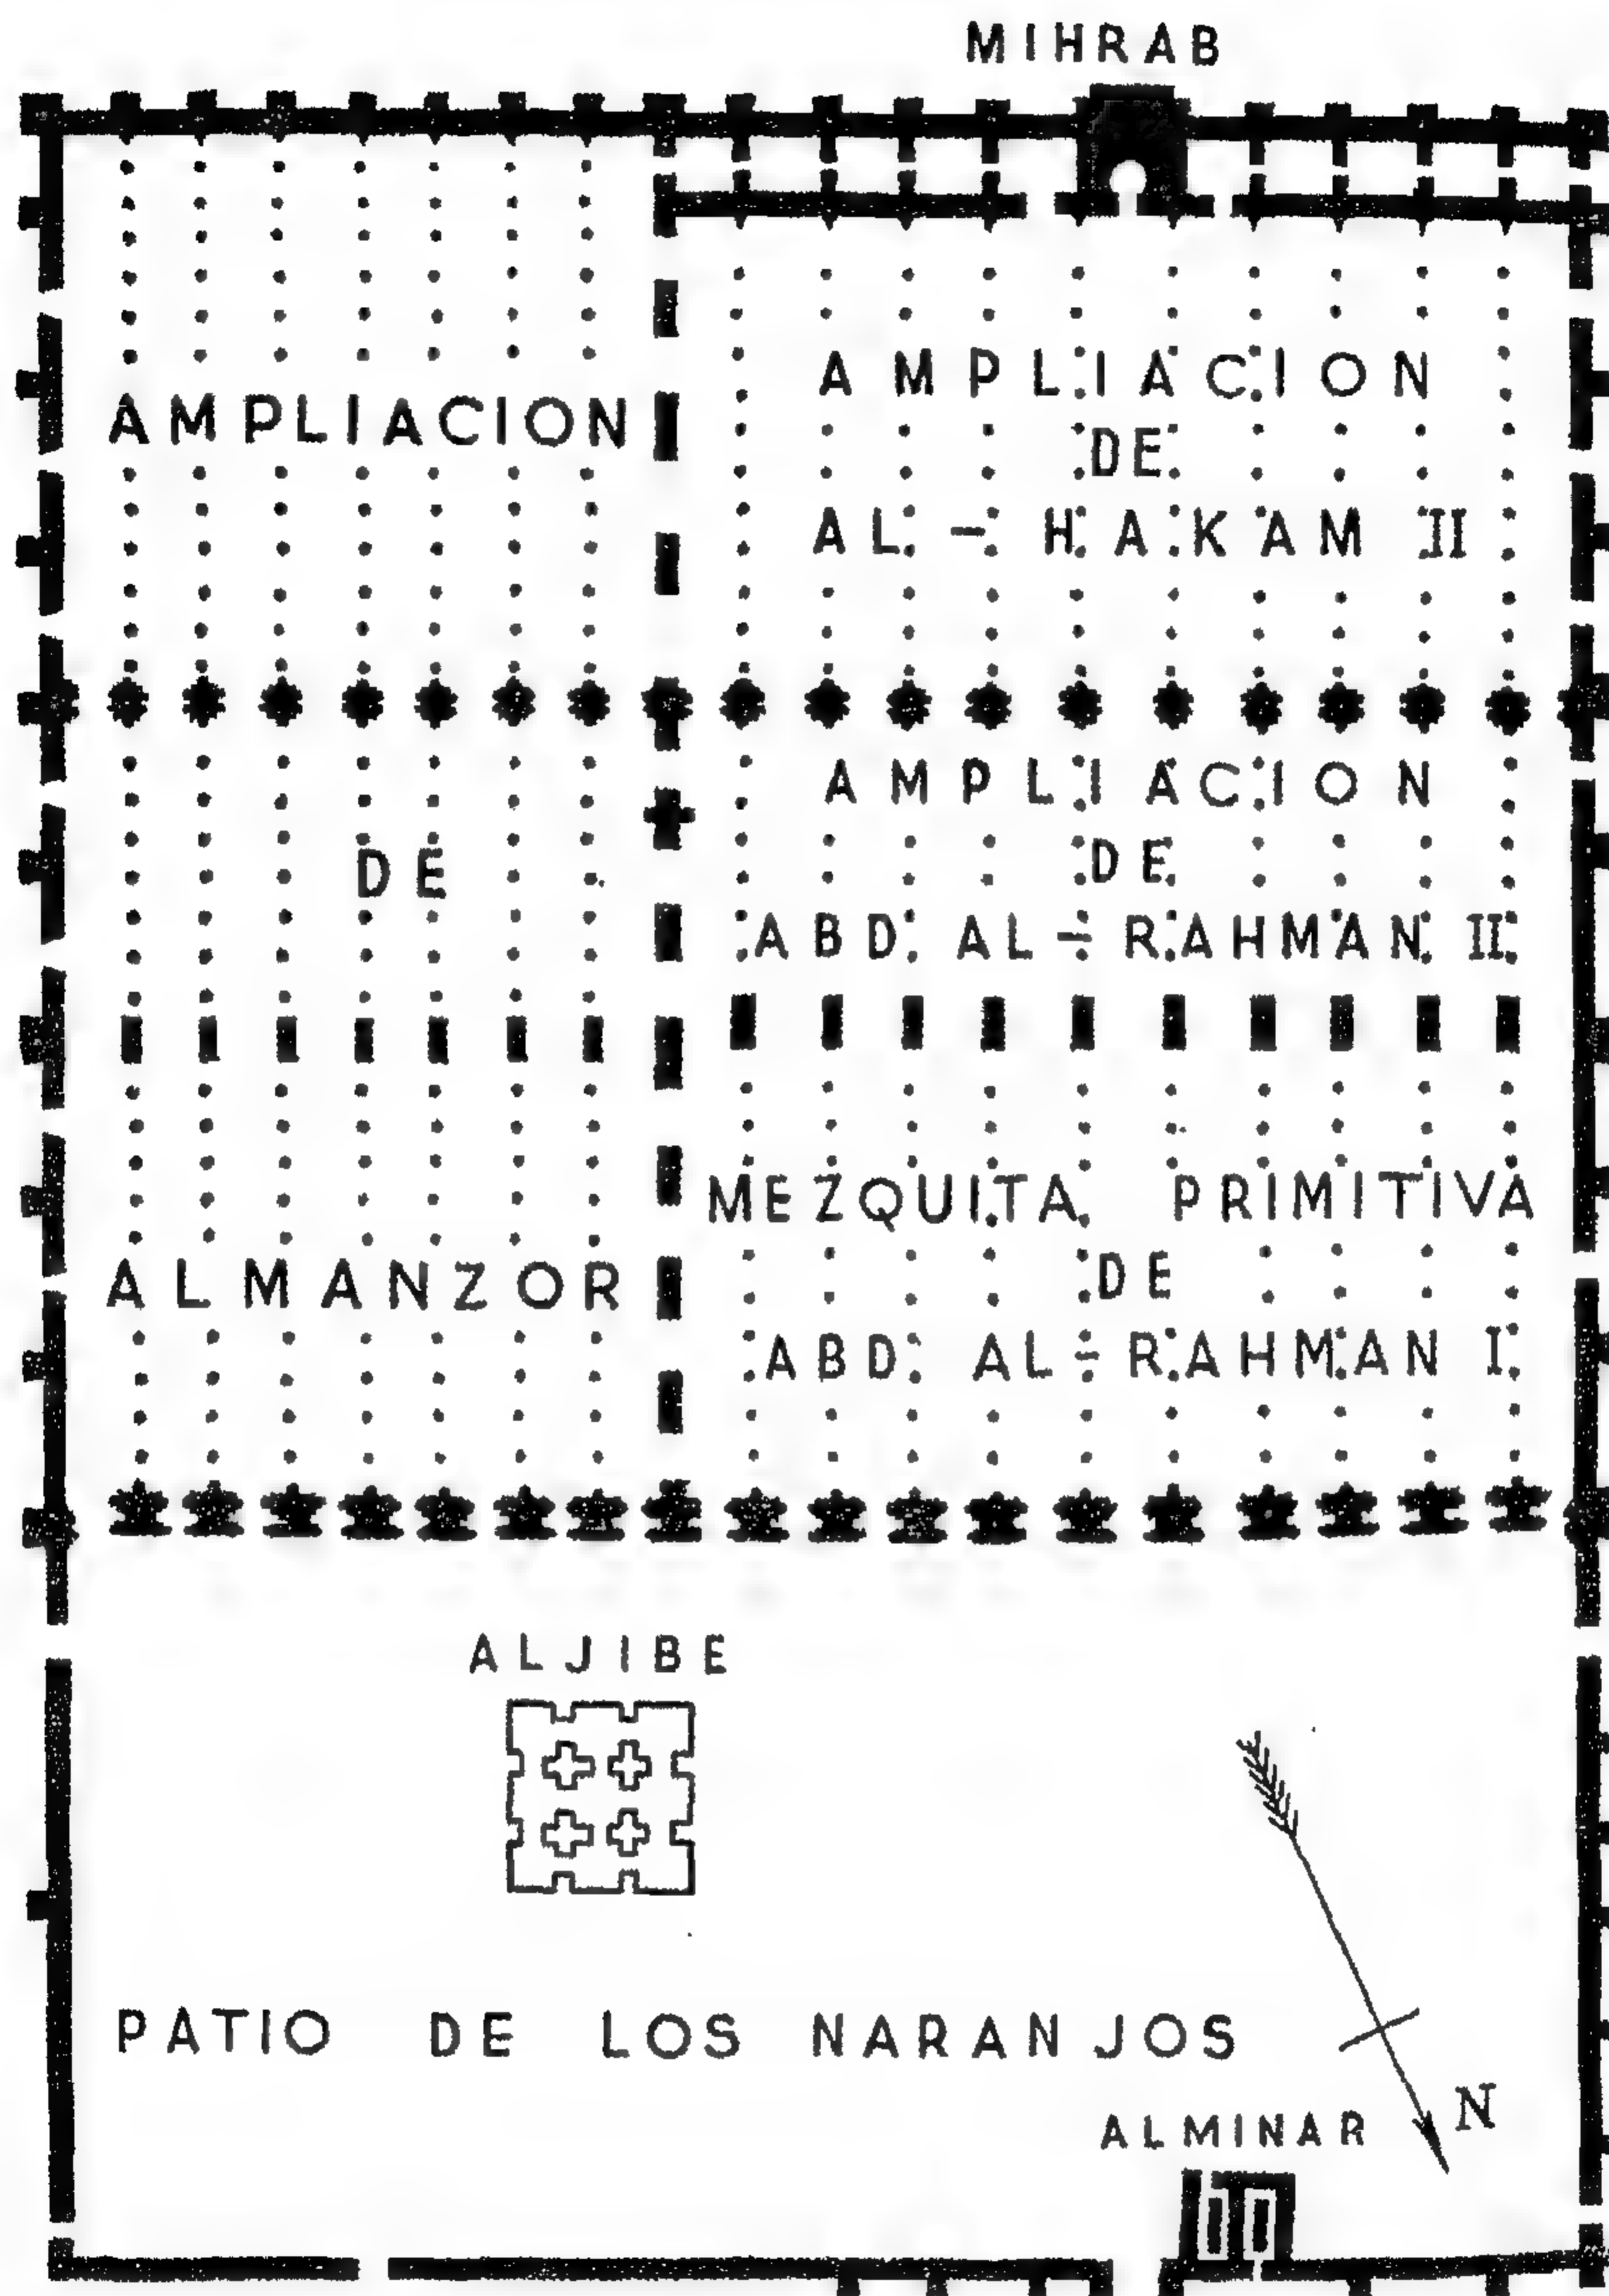 MIHRAB
AMPLIACION
DE
ALMANZOR
AMPLIACION
DE
AL-HAKAM II
AMPLIACION
DE
ABD AL-RAHMAN II
MEZQUITA PRIMITIVA
DE
ABD AL-RAHMAN I
ALJIBE
PATIO DE LOS NARANJOS
ALMINAR
N